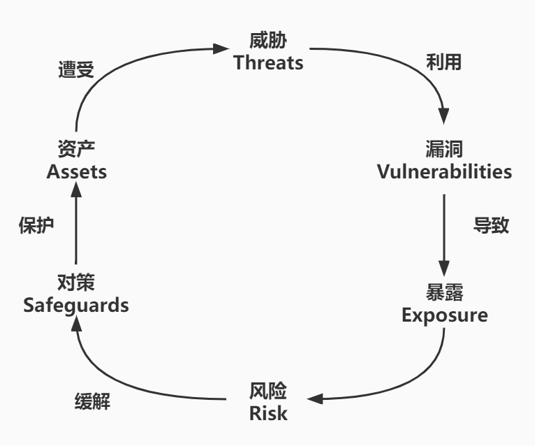 威胁
Threats
遭受
利用
资产
Assets
漏洞
Vulnerabilities
保护
导致
对策
Safeguards
暴露
Exposure
缓解
风险
Risk